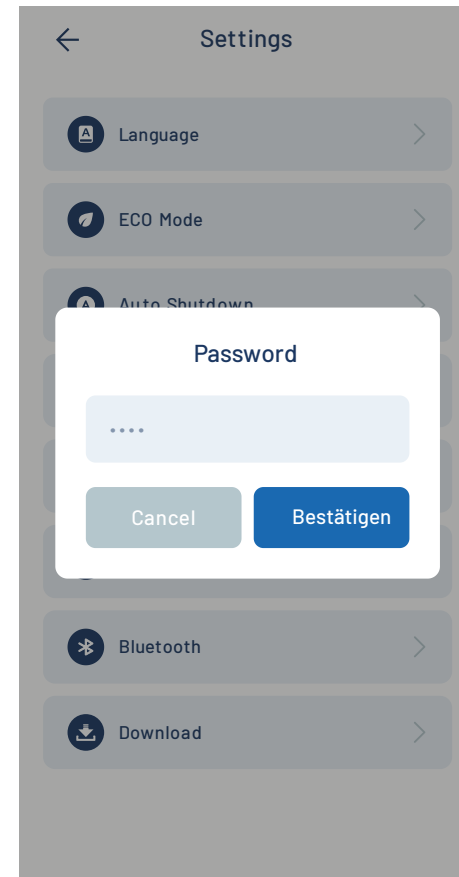 Settings
Language
ECO Mode
Auto Shutdown
Password
••••
Cancel
Bestätigen
Bluetooth
Download